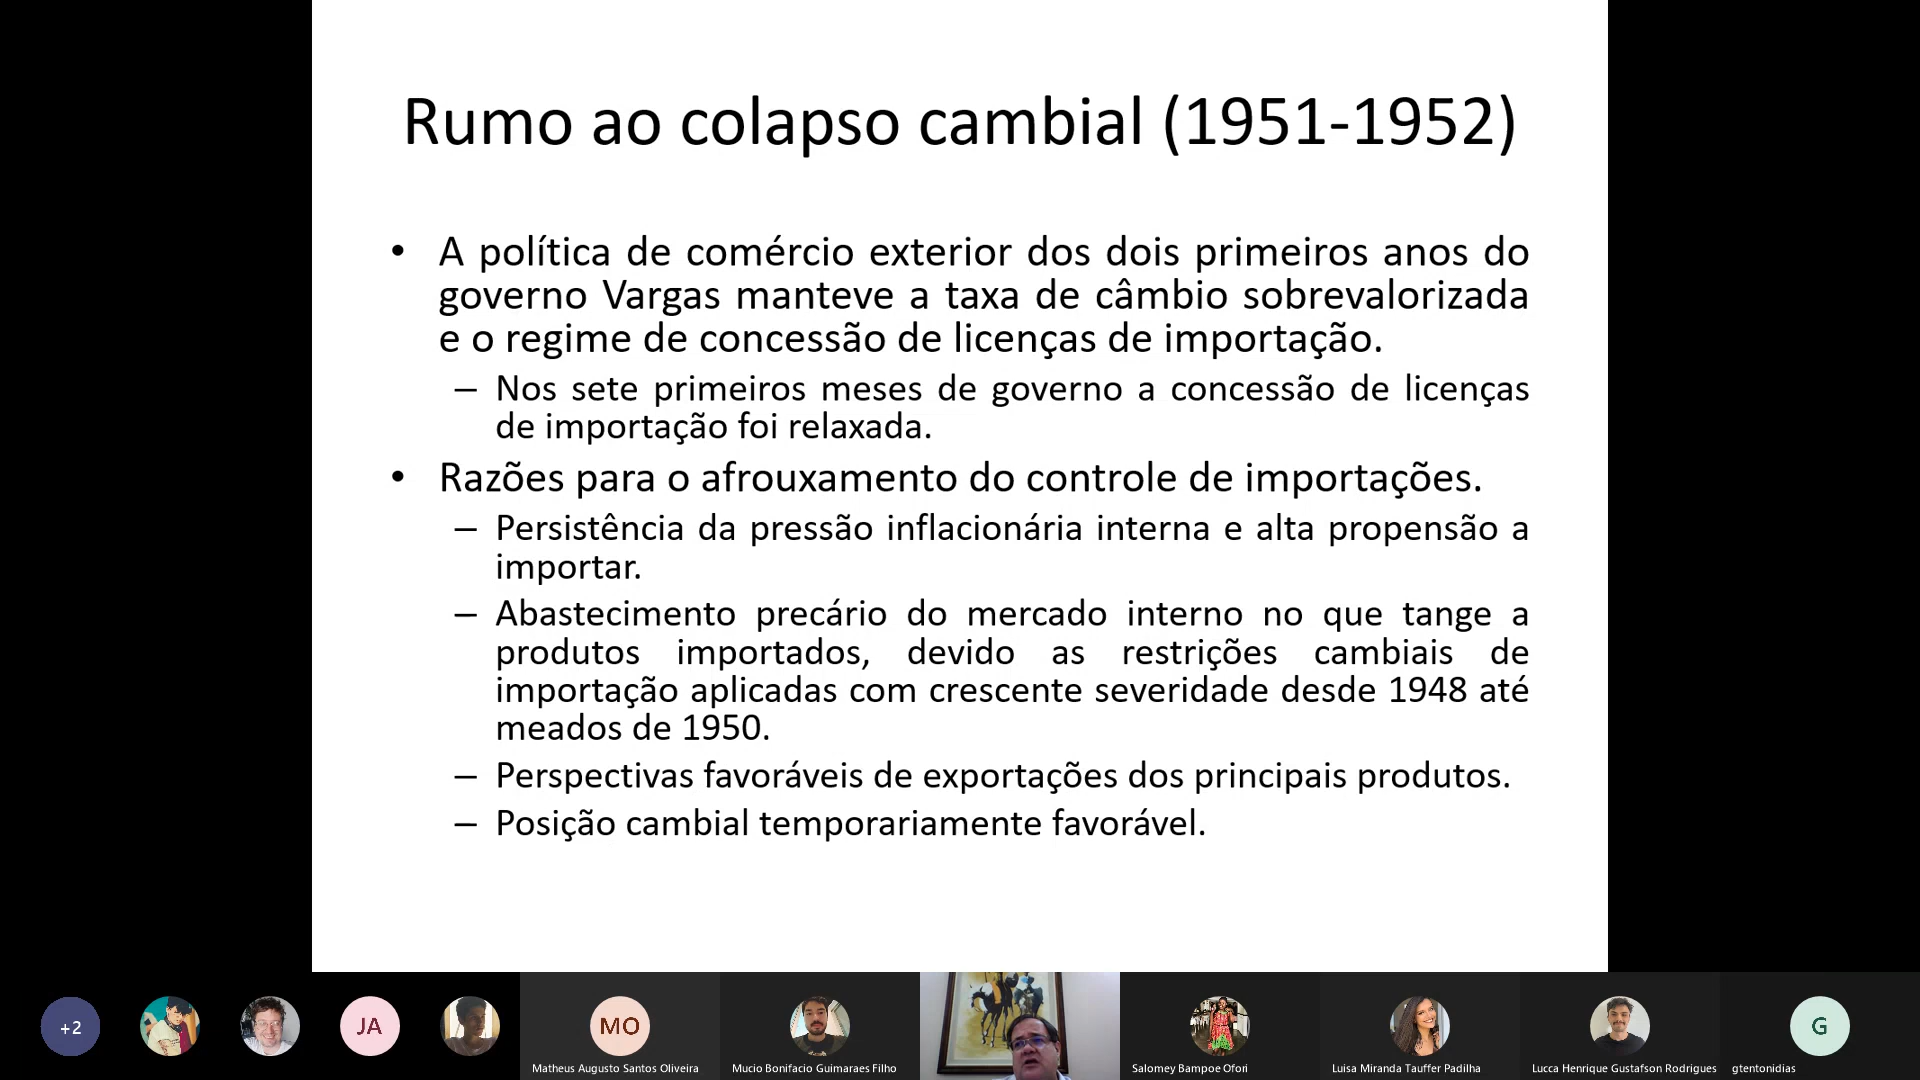 Rumo ao colapso cambial (1951-1952)
• A política de comércio exterior dos dois primeiros anos do
governo Vargas manteve a taxa de câmbio sobrevalorizada
e o regime de concessão de licenças de importação.
– Nos sete primeiros meses de governo a concessão de licenças
de importação foi relaxada.
• Razões para o afrouxamento do controle de importações.
– Persistência da pressão inflacionária interna e alta propensão a
importar.
– Abastecimento precário do mercado interno no que tange a
produtos importados, devido as restrições cambiais de
importação aplicadas com crescente severidade desde 1948 até
meados de 1950.
– Perspectivas favoráveis de exportações dos principais produtos.
– Posição cambial temporariamente favorável.
+2
JA
MO
G
Matheus Augusto Santos Oliveira
Mucio Bonifacio Guimaraes Filho
Salomey Bampoe Ofori
Luisa Miranda Tauffer Padilha
Lucca Henrique Gustafson Rodrigues
gtentonidias